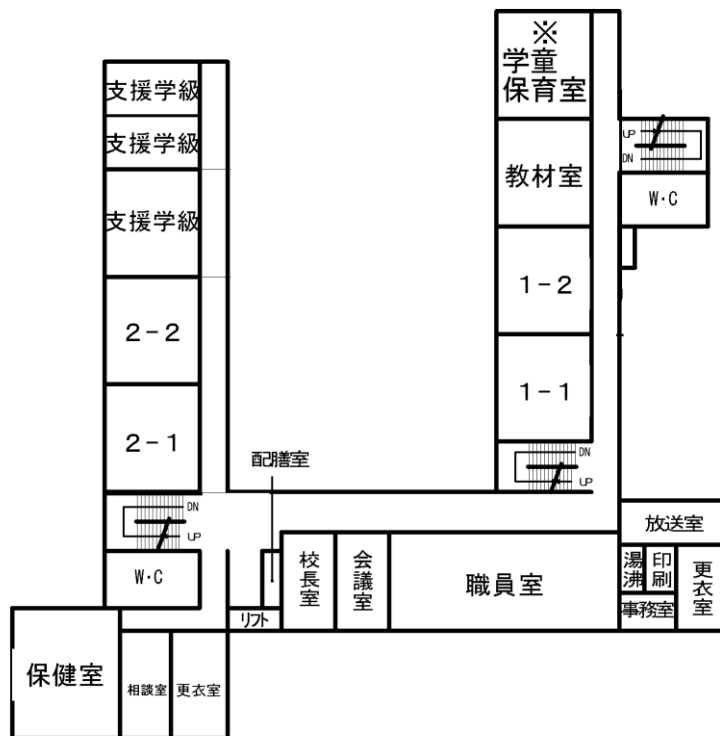 ※
学童
保育室
支援学級
支援学級
支援学級
教材室
UP
DN
W・C
1-2
2-2
1-1
2-1
配膳室
DN
UP
DN
UP
放送室
W・C
校長室
会議室
職員室
湯沸
印刷
更衣室
事務室
リフト
保健室
相談室
更衣室